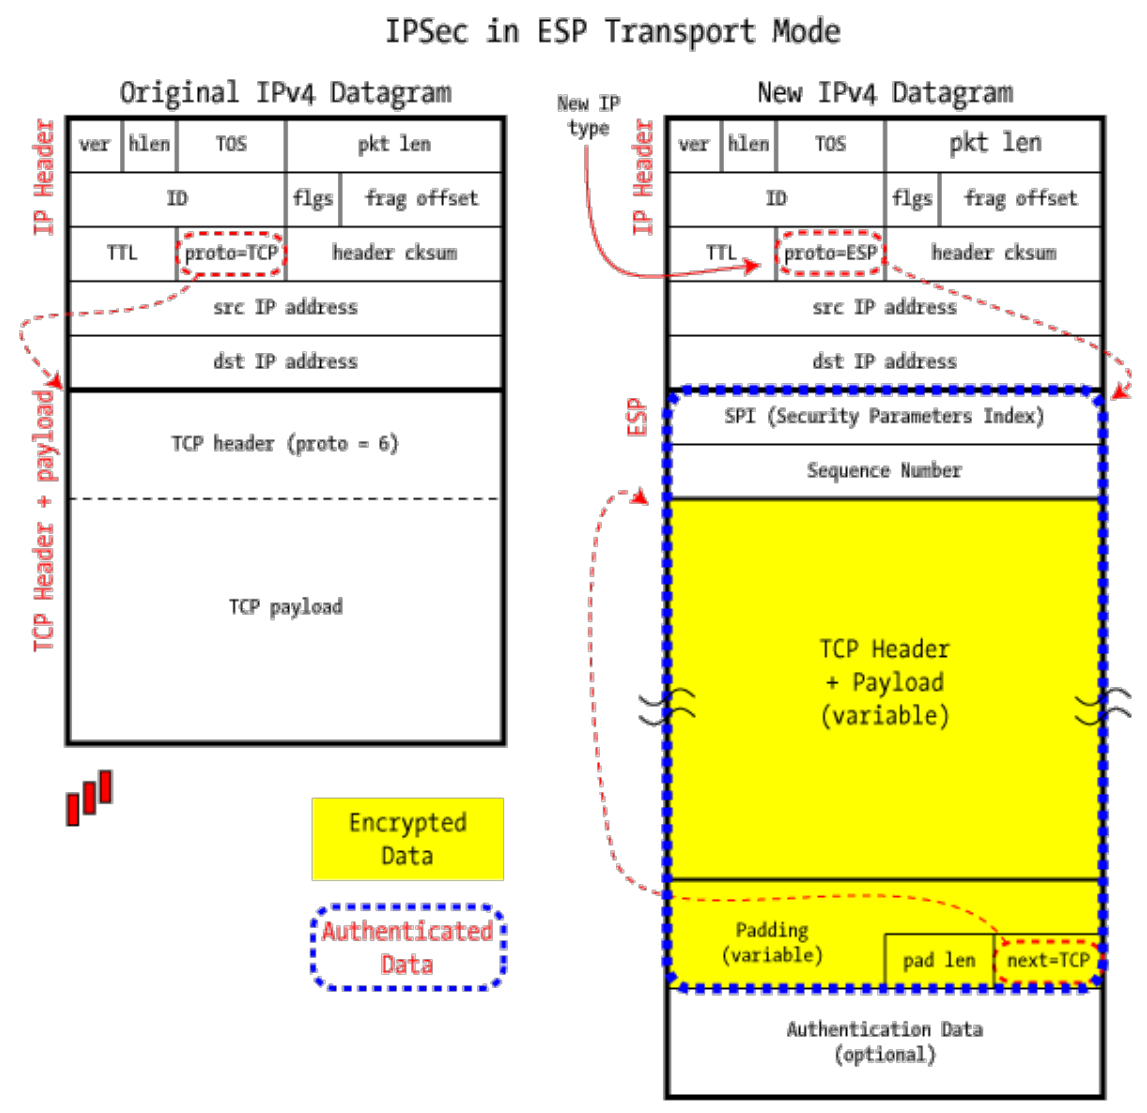 IPSec in ESP Transport Mode
Original IPv4 Datagram
IP Header
ver hlen TOS pkt len
ID flgs frag offset
TTL proto=TCP header cksum
src IP address
dst IP address
TCP Header + payload
TCP header (proto = 6)
TCP payload
Encrypted
Data
Authenticated
Data
New IP
type
New IPv4 Datagram
IP Header
ver hlen TOS pkt len
ID flgs frag offset
TTL proto=ESP header cksum
src IP address
dst IP address
ESP
SPI (Security Parameters Index)
Sequence Number
TCP Header
+ Payload
(variable)
Padding
(variable)
pad len next=TCP
Authentication Data
(optional)